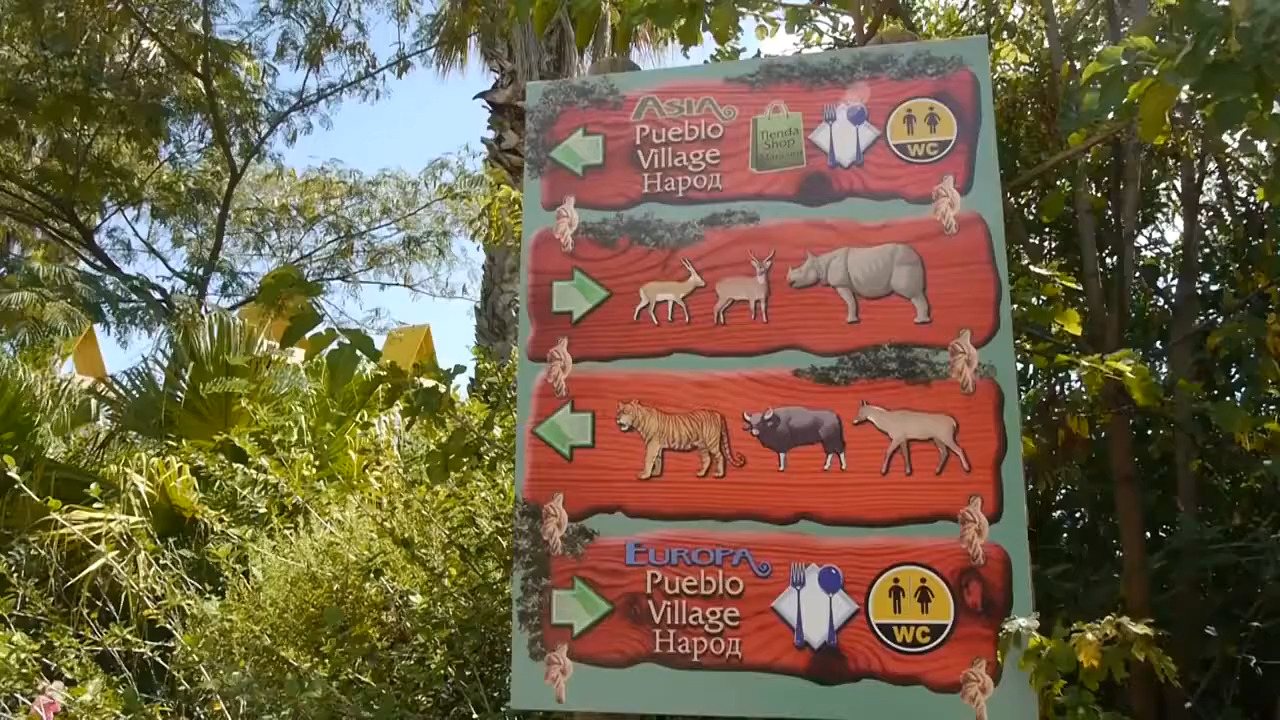 ASIA
Pueblo
Village
Народ
Tienda
Shop
WC
EUROPA
Pueblo
Village
Народ
WC